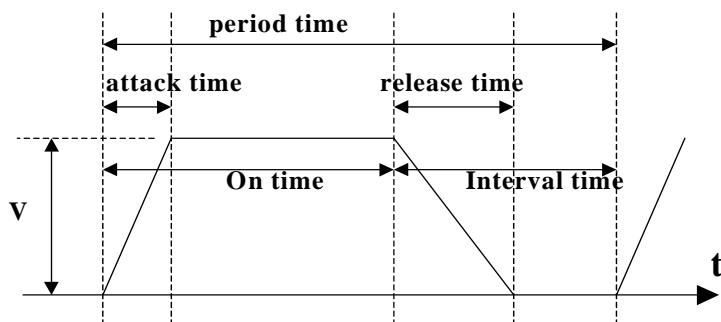 period time
attack time
release time
On time
Interval time
V
t